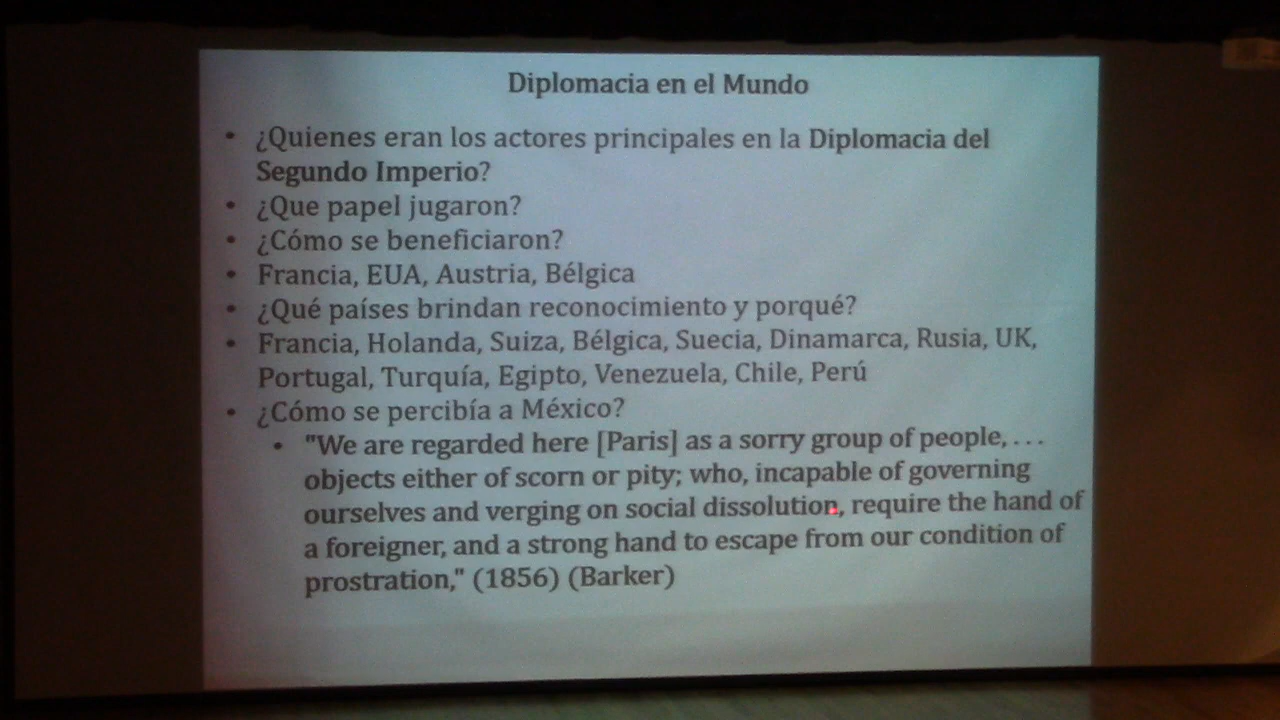 Diplomacia en el Mundo
• ¿Quienes eran los actores principales en la Diplomacia del
Segundo Imperio?
• ¿Que papel jugaron?
• ¿Cómo se beneficiaron?
• Francia, EUA, Austria, Bélgica
• ¿Qué países brindan reconocimiento y porqué?
• Francia, Holanda, Suiza, Bélgica, Suecia, Dinamarca, Rusia, UK,
Portugal, Turquía, Egipto, Venezuela, Chile, Perú
• ¿Cómo se percibía a México?
• "We are regarded here [Paris] as a sorry group of people, . . .
objects either of scorn or pity; who, incapable of governing
ourselves and verging on social dissolution, require the hand of
a foreigner, and a strong hand to escape from our condition of
prostration," (1856) (Barker)